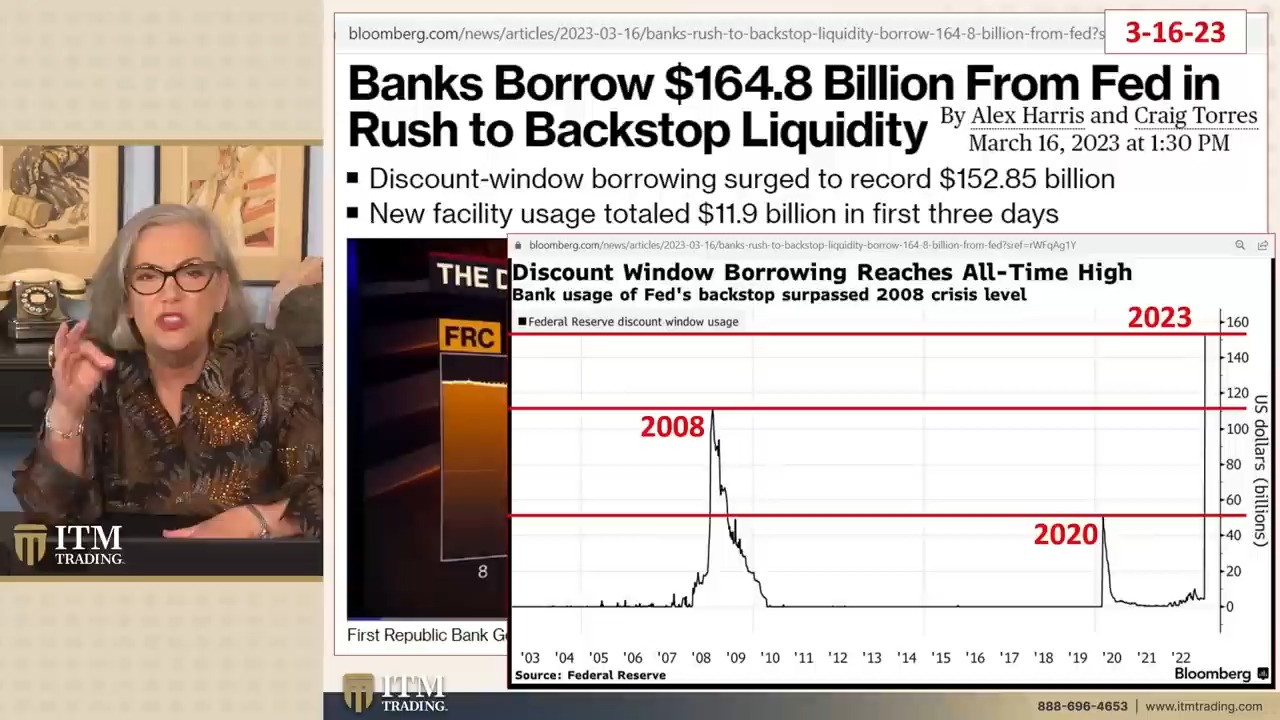 bloomberg.com/news/articles/2023-03-16/banks-rush-to-backstop-liquidity-borrow-164-8-billion-from-fed?s
3-16-23
Banks Borrow $164.8 Billion From Fed in
Rush to Backstop Liquidity
By Alex Harris and Craig Torres
March 16, 2023 at 1:30 PM
▪ Discount-window borrowing surged to record $152.85 billion
▪ New facility usage totaled $11.9 billion in first three days
THE D
FRC
8
First Republic Bank G
bloomberg.com/news/articles/2023-03-16/banks-rush-to-backstop-liquidity-borrow-164-8-billion-from-fed?sref=rWFqAg1Y
Discount Window Borrowing Reaches All-Time High
Bank usage of Fed's backstop surpassed 2008 crisis level
Federal Reserve discount window usage
2023
2008
2020
160
140
120
100
80
60
40
20
0
US dollars (billions)
'03 '04 '05 '06 '07 '08 '09 '10 '11 '12 '13 '14 '15 '16 '17 '18 '19 '20 '21 '22
Source: Federal Reserve
Bloomberg
ITM
TRADING
ITM
TRADING
888-696-4653 | www.itmtrading.com